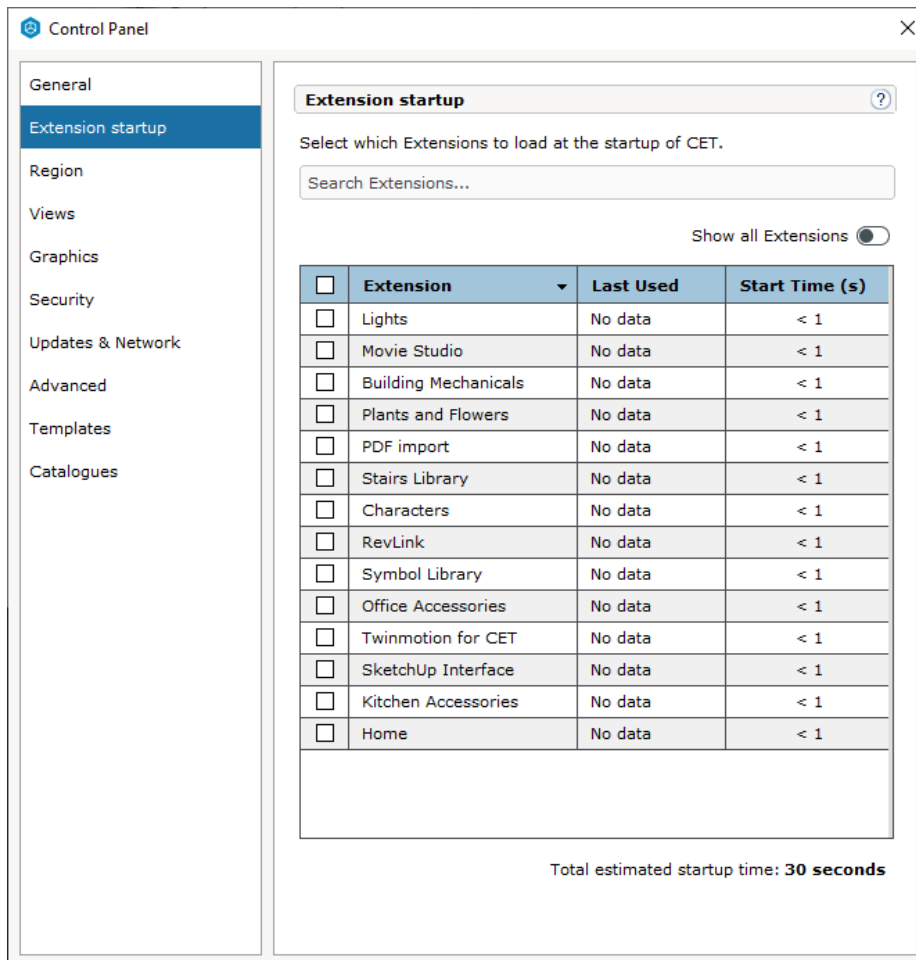 Control Panel
General
Extension startup
Region
Views
Graphics
Security
Updates & Network
Advanced
Templates
Catalogues
Extension startup ?
Select which Extensions to load at the startup of CET.
Search Extensions...
Show all Extensions
Extension Last Used Start Time (s)
Lights No data < 1
Movie Studio No data < 1
Building Mechanicals No data < 1
Plants and Flowers No data < 1
PDF import No data < 1
Stairs Library No data < 1
Characters No data < 1
RevLink No data < 1
Symbol Library No data < 1
Office Accessories No data < 1
Twinmotion for CET No data < 1
SketchUp Interface No data < 1
Kitchen Accessories No data < 1
Home No data < 1
Total estimated startup time: 30 seconds